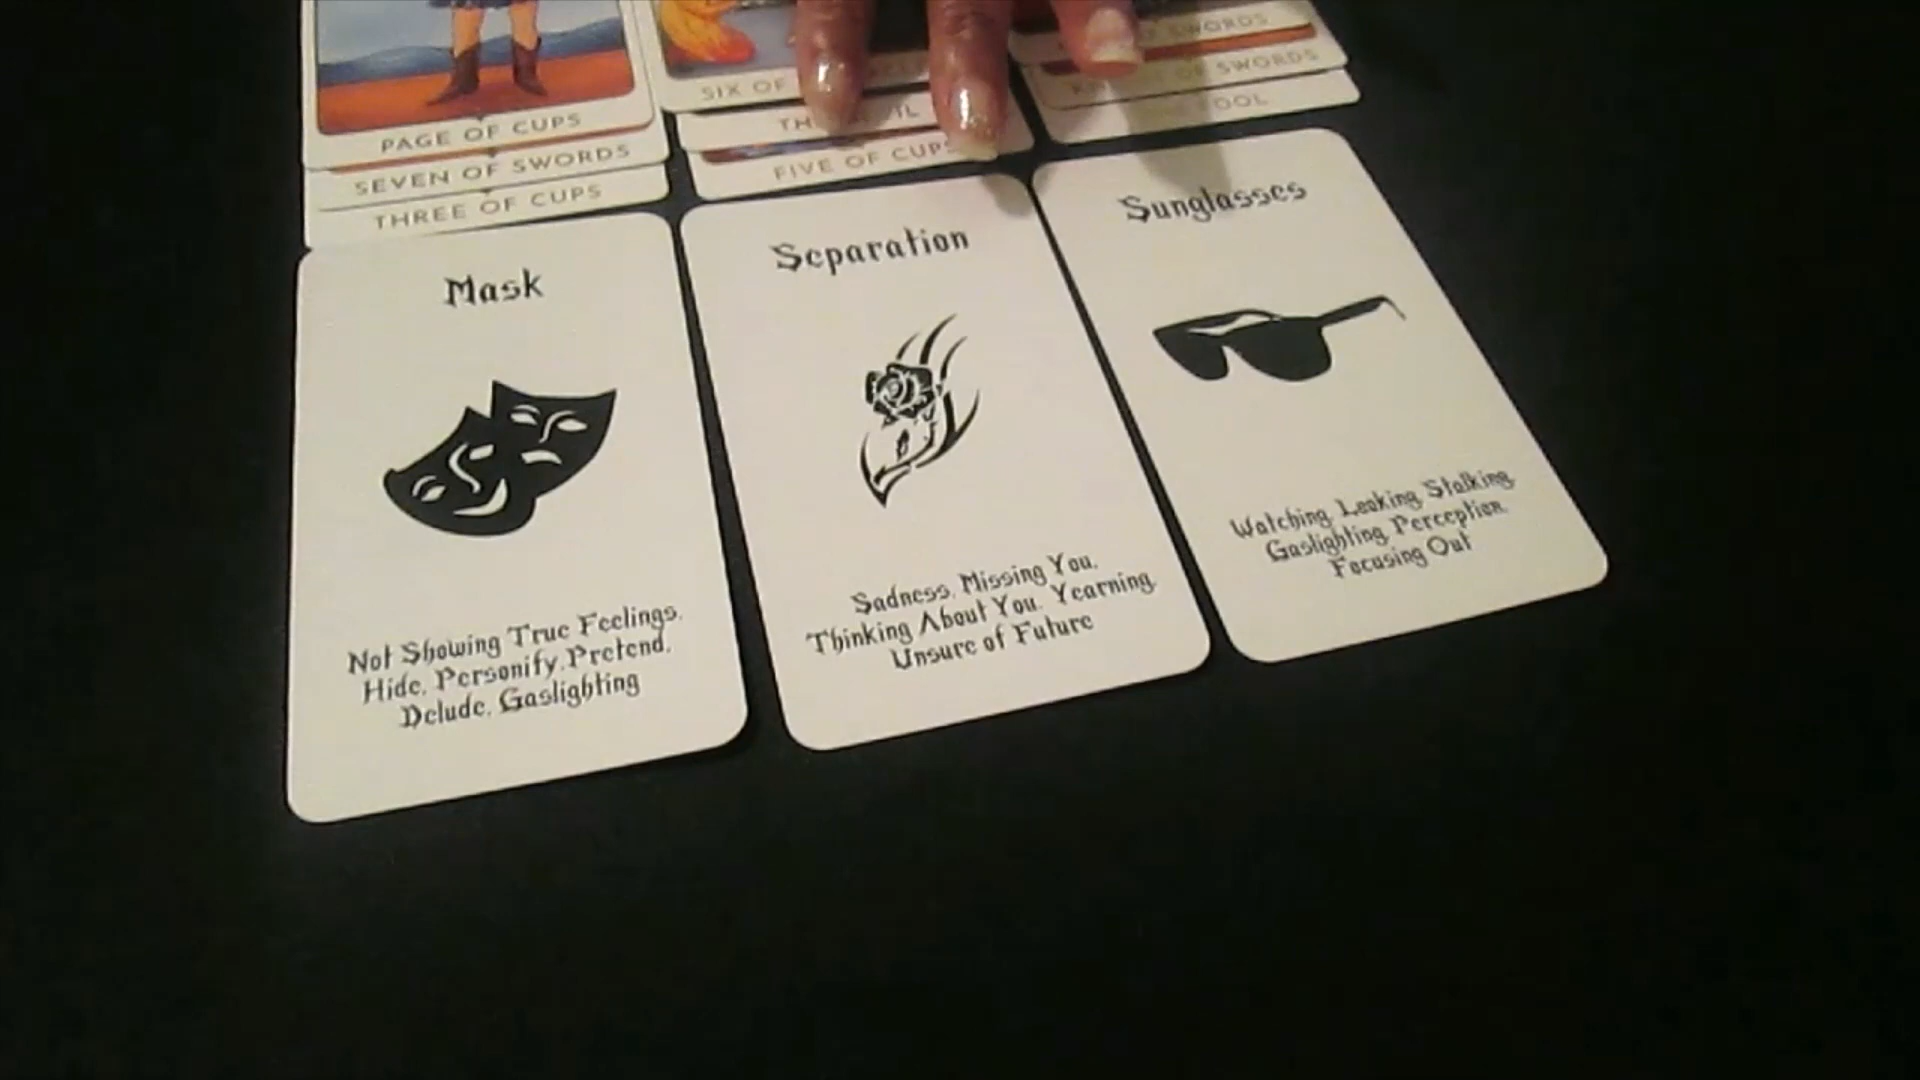 PAGE OF CUPS
SEVEN OF SWORDS
THREE OF CUPS
SIX OF
FIVE OF CUPS
SWORDS
OF SWORDS
Mask
Not Showing True Feelings.
Hide. Personify. Pretend.
Delude. Gaslighting
Separation
Sadness. Missing You.
Thinking About You. Yearning.
Unsure of Future
Sunglasses
Watching. Looking. Stalking.
Gaslighting. Perception.
Focusing Out